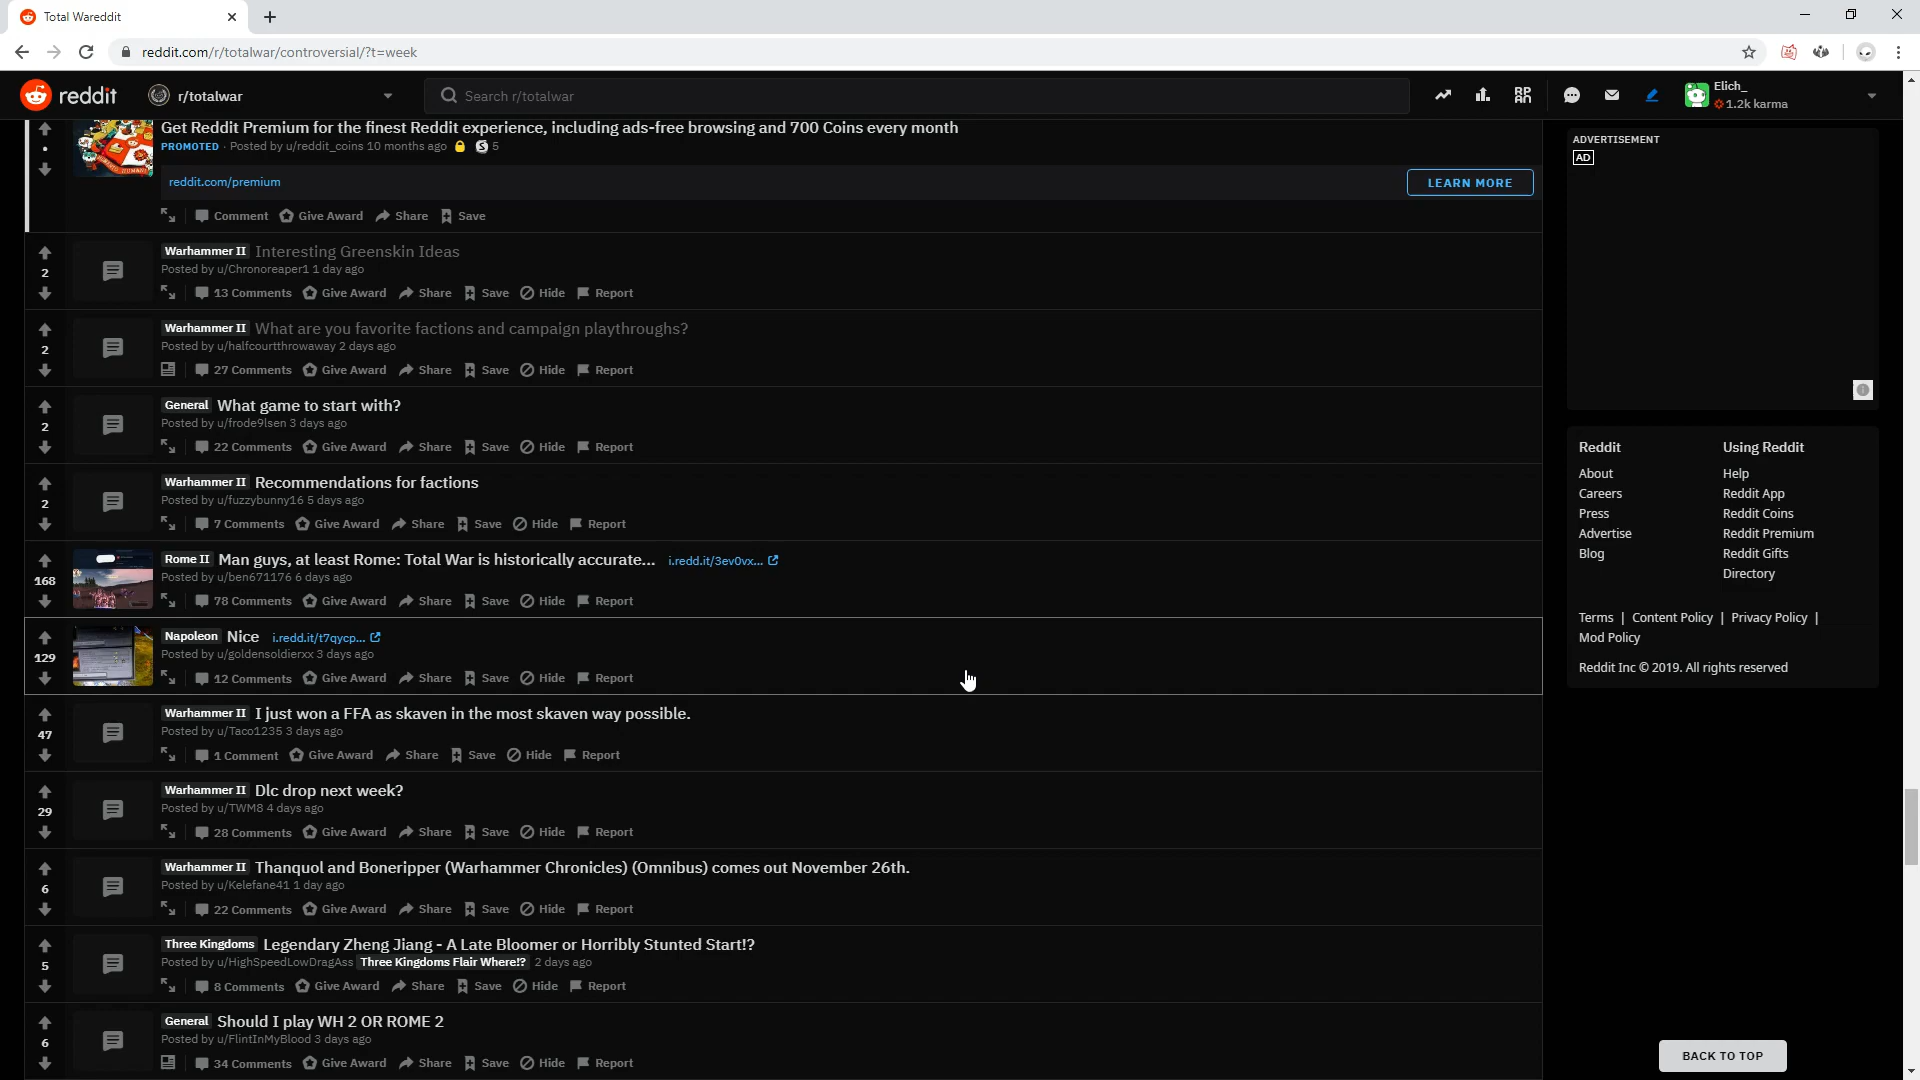 Total Wareddit
reddit.com/r/totalwar/controversial/?t=week
reddit
r/totalwar
Search r/totalwar
Elich_
1.2k karma
Get Reddit Premium for the finest Reddit experience, including ads-free browsing and 700 Coins every month
PROMOTED · Posted by u/reddit_coins 10 months ago S 5
reddit.com/premium
LEARN MORE
Comment Give Award Share Save
2
Warhammer II Interesting Greenskin Ideas
Posted by u/Chronoreaper1 1 day ago
13 Comments Give Award Share Save Hide Report
2
Warhammer II What are you favorite factions and campaign playthroughs?
Posted by u/halfcourtthrowaway 2 days ago
27 Comments Give Award Share Save Hide Report
2
General What game to start with?
Posted by u/frode9lsen 3 days ago
22 Comments Give Award Share Save Hide Report
2
Warhammer II Recommendations for factions
Posted by u/fuzzybunny16 5 days ago
7 Comments Give Award Share Save Hide Report
168
Rome II Man guys, at least Rome: Total War is historically accurate... i.redd.it/3ev0vx...
Posted by u/ben671176 6 days ago
78 Comments Give Award Share Save Hide Report
129
Napoleon Nice i.redd.it/t7qycp...
Posted by u/goldensoldierxx 3 days ago
12 Comments Give Award Share Save Hide Report
47
Warhammer II I just won a FFA as skaven in the most skaven way possible.
Posted by u/Taco1235 3 days ago
1 Comment Give Award Share Save Hide Report
29
Warhammer II Dlc drop next week?
Posted by u/TWM8 4 days ago
28 Comments Give Award Share Save Hide Report
6
Warhammer II Thanquol and Boneripper (Warhammer Chronicles) (Omnibus) comes out November 26th.
Posted by u/Kelefane41 1 day ago
22 Comments Give Award Share Save Hide Report
5
Three Kingdoms Legendary Zheng Jiang - A Late Bloomer or Horribly Stunted Start!?
Posted by u/HighSpeedLowDragAss Three Kingdoms Flair Where!? 2 days ago
8 Comments Give Award Share Save Hide Report
6
General Should I play WH 2 OR ROME 2
Posted by u/FlintInMyBlood 3 days ago
34 Comments Give Award Share Save Hide Report
ADVERTISEMENT
AD
Reddit Using Reddit
About Help
Careers Reddit App
Press Reddit Coins
Advertise Reddit Premium
Blog Reddit Gifts
Directory
Terms | Content Policy | Privacy Policy |
Mod Policy
Reddit Inc © 2019. All rights reserved
BACK TO TOP